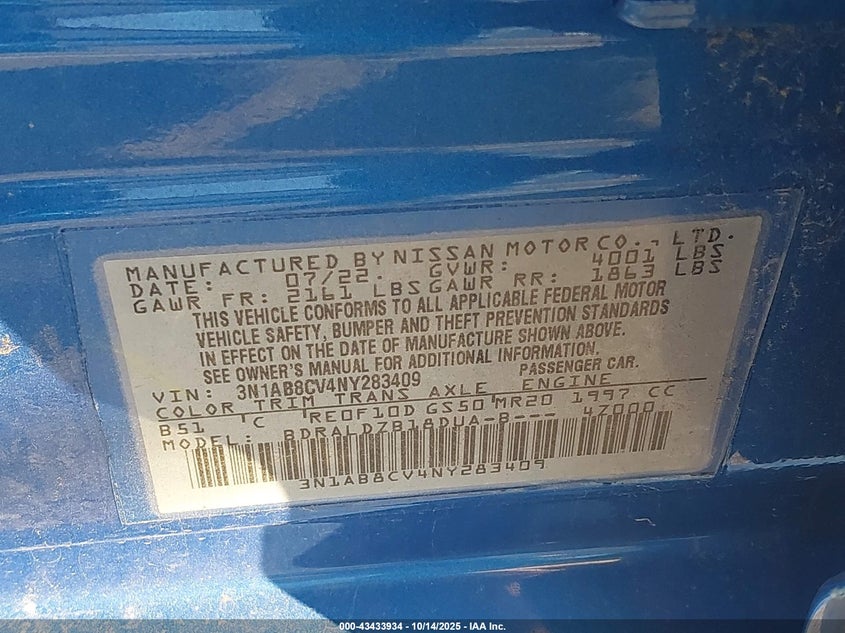 MANUFACTURED BY NISSAN MOTOR CO., LTD.
DATE: 07/22. GVWR: 4001 LBS
GAWR FR: 2161 LBS GAWR RR: 1863 LBS
THIS VEHICLE CONFORMS TO ALL APPLICABLE FEDERAL MOTOR
VEHICLE SAFETY, BUMPER AND THEFT PREVENTION STANDARDS
IN EFFECT ON THE DATE OF MANUFACTURE SHOWN ABOVE.
SEE OWNER'S MANUAL FOR ADDITIONAL INFORMATION.
VIN: 3N1AB8CV4NY283409 PASSENGER CAR.
COLOR TRIM TRANS AXLE ENGINE
B51 C RE0F10D GS50 MR20 1997 CC
MODEL: BDRALDZB18DUA-B--- 47000
3N1AB8CV4NY283409
000-43433934 | 10/14/2025 - IAA Inc.